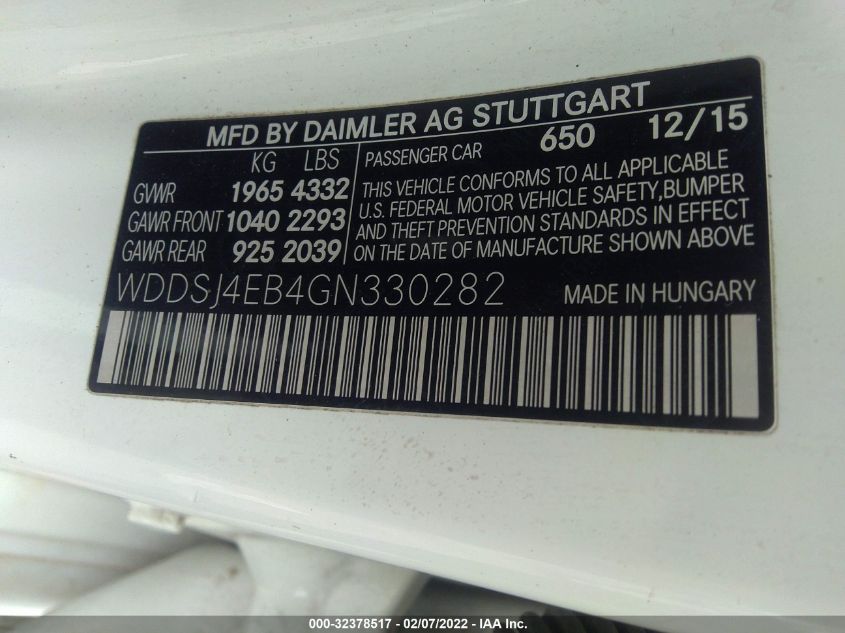 MFD BY DAIMLER AG STUTTGART
650 12/15
KG LBS
GVWR 1965 4332
GAWR FRONT 1040 2293
GAWR REAR 925 2039
PASSENGER CAR
THIS VEHICLE CONFORMS TO ALL APPLICABLE
U.S. FEDERAL MOTOR VEHICLE SAFETY,BUMPER
AND THEFT PREVENTION STANDARDS IN EFFECT
ON THE DATE OF MANUFACTURE SHOWN ABOVE
WDDSJ4EB4GN330282
MADE IN HUNGARY
000-32378517 - 02/07/2022 - IAA Inc.